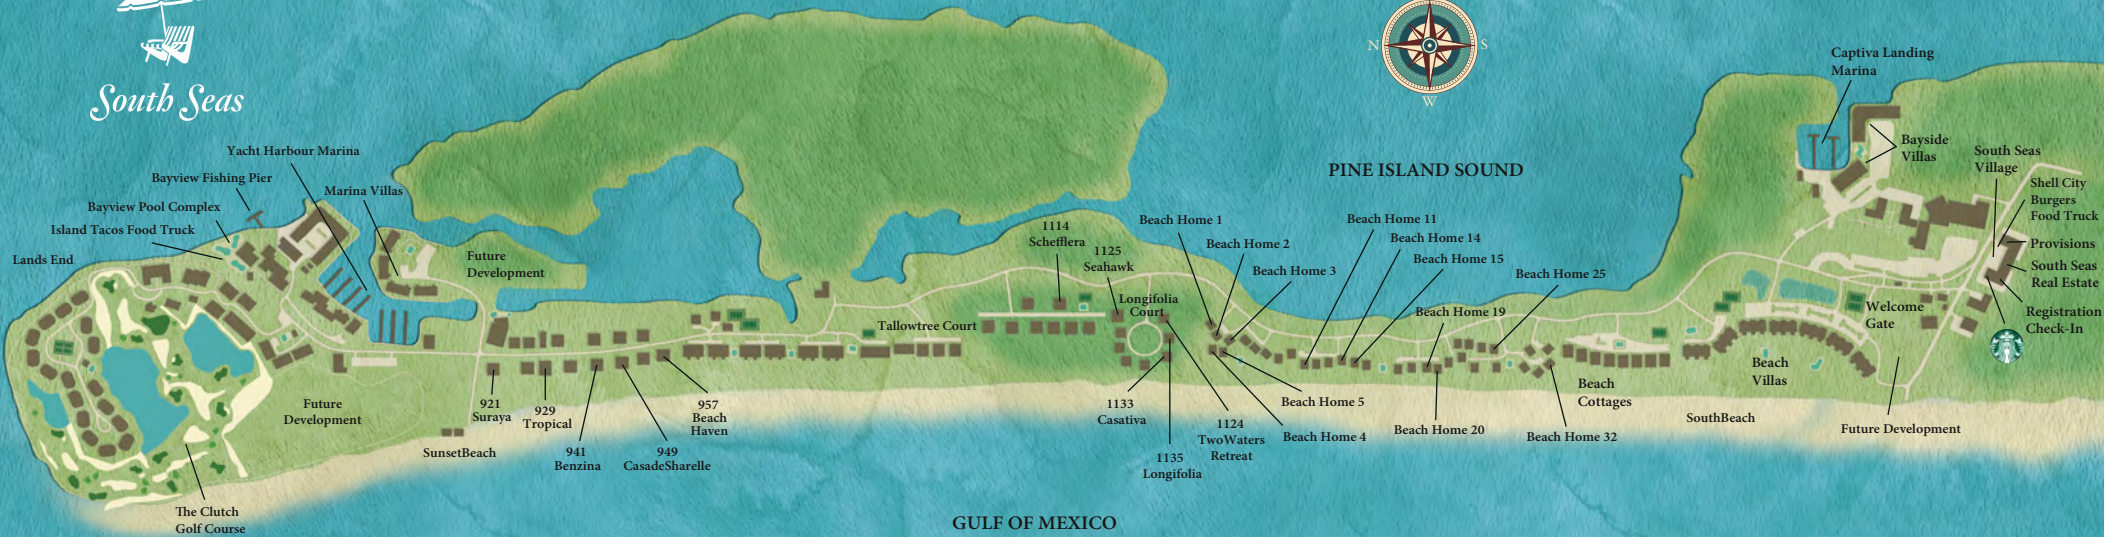 South Seas
N
S
W
Captiva Landing
Marina
Bayside
Villas
South Seas
Village
Shell City
Burgers
Food Truck
Provisions
South Seas
Real Estate
Registration
Check-In
Welcome
Gate
PINE ISLAND SOUND
Yacht Harbour Marina
Bayview Fishing Pier
Marina Villas
Bayview Pool Complex
Island Tacos Food Truck
Lands End
Future
Development
1114
Schefflera
1125
Seahawk
Longifolia
Court
Tallowtree Court
Beach Home 1
Beach Home 2
Beach Home 3
Beach Home 11
Beach Home 14
Beach Home 15
Beach Home 25
Beach Home 19
Future
Development
921
Suraya
929
Tropical
957
Beach
Haven
941
Benzina
949
CasadeSharelle
SunsetBeach
1133
Casativa
1124
TwoWaters
Retreat
1135
Longifolia
Beach Home 5
Beach Home 4
Beach Home 20
Beach Home 32
Beach
Cottages
Beach
Villas
SouthBeach
Future Development
The Clutch
Golf Course
GULF OF MEXICO